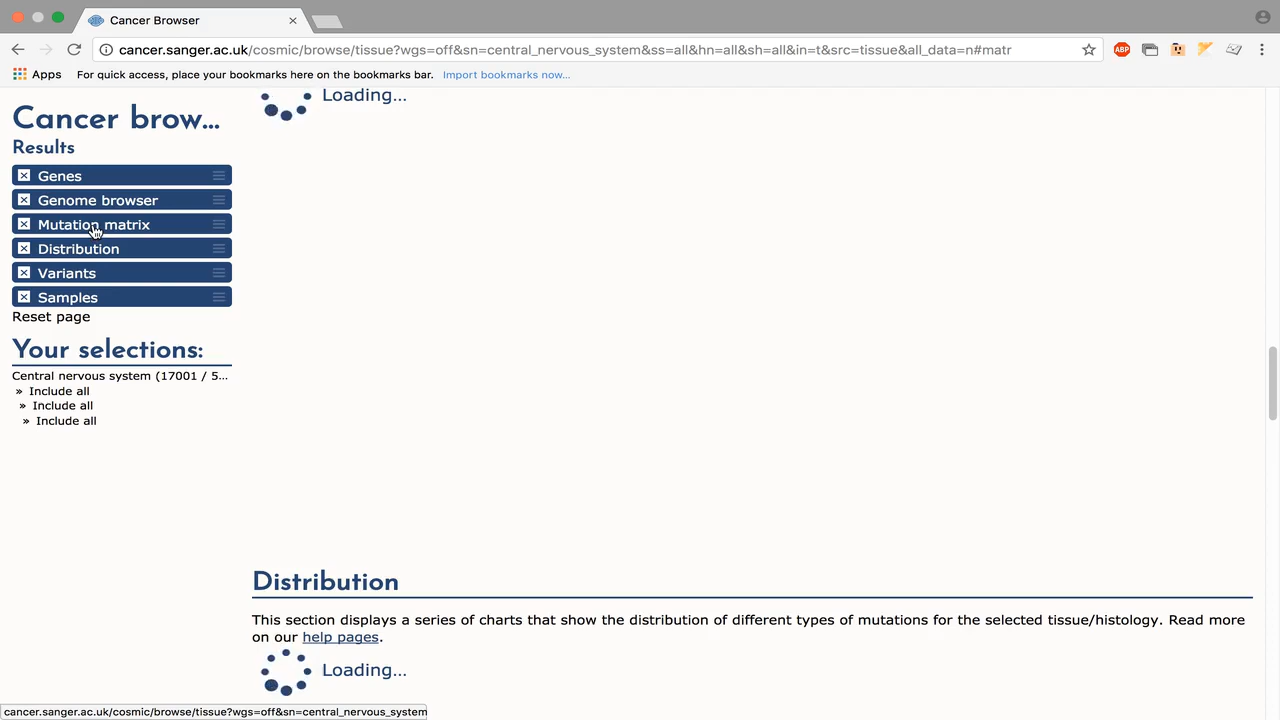 Cancer Browser
cancer.sanger.ac.uk/cosmic/browse/tissue?wgs=off&sn=central_nervous_system&ss=all&hn=all&sh=all&in=t&src=tissue&all_data=n#matr
ABP
Apps For quick access, place your bookmarks here on the bookmarks bar. Import bookmarks now...
Loading...
Cancer brow...
Results
Genes
Genome browser
Mutation matrix
Distribution
Variants
Samples
Reset page
Your selections:
Central nervous system (17001 / 5...
» Include all
» Include all
» Include all
Distribution
This section displays a series of charts that show the distribution of different types of mutations for the selected tissue/histology. Read more
on our help pages.
Loading...
cancer.sanger.ac.uk/cosmic/browse/tissue?wgs=off&sn=central_nervous_system